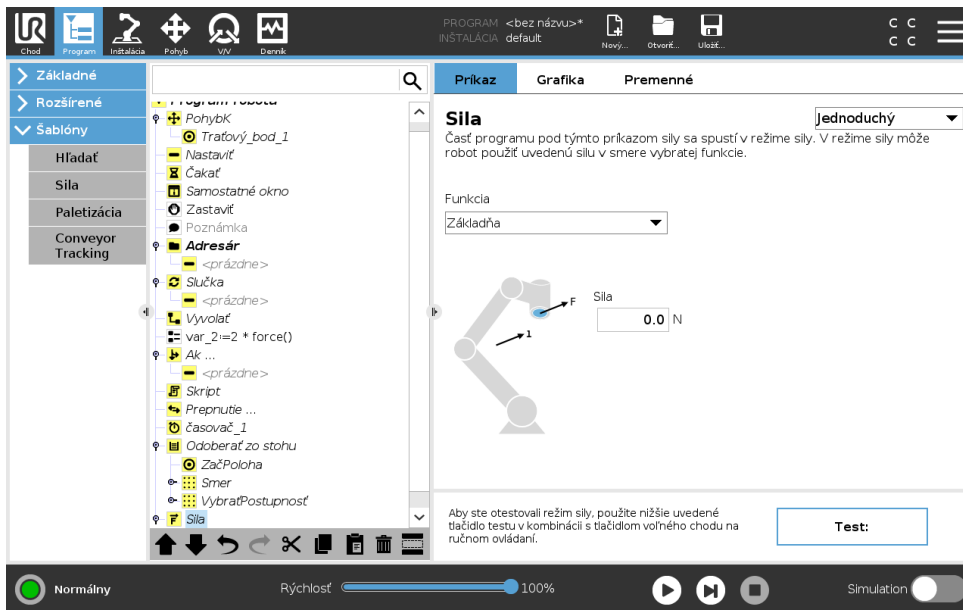 UR
Chod
Program
Inštalácia
Pohyb
V/V
Denník
PROGRAM <bez názvu>*
INŠTALÁCIA default
Nový...
Otvoriť...
Uložiť...
C C
C C
Základné
Rozšírené
Šablóny
Hľadať
Sila
Paletizácia
Conveyor
Tracking
Program robotu
PohybK
Traťový_bod_1
Nastaviť
Čakať
Samostatné okno
Zastaviť
Poznámka
Adresár
<prázdne>
Slučka
<prázdne>
Vyvolať
var_2:=2 * force()
Ak ...
<prázdne>
Skript
Prepnutie ...
časovač_1
Odoberať zo stohu
ZačPoloha
Smer
VybraťPostupnosť
Sila
Príkaz
Grafika
Premenné
Sila
Jednoduchý
Časť programu pod týmto príkazom sily sa spustí v režime sily. V režime sily môže
robot použiť uvedenú silu v smere vybratej funkcie.
Funkcia
Základňa
F
1
Sila
0.0 N
Aby ste otestovali režim sily, použite nižšie uvedené
tlačidlo testu v kombinácii s tlačidlom voľného chodu na
ručnom ovládaní.
Test:
Normálny
Rýchlosť
100%
Simulation